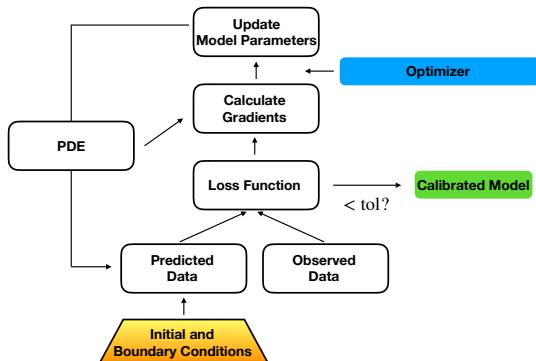 Update
Model Parameters
Optimizer
Calculate
Gradients
PDE
Loss Function
Calibrated Model
< tol?
Predicted
Data
Observed
Data
Initial and
Boundary Conditions